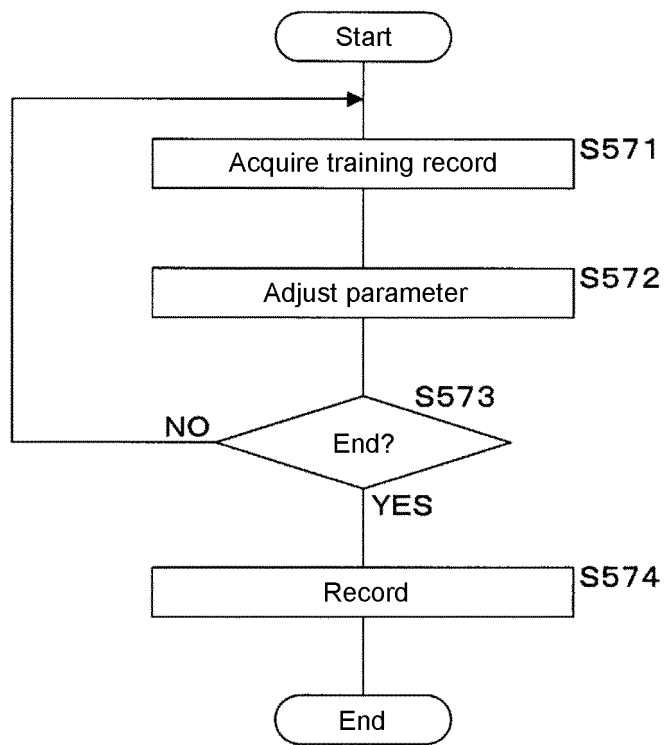 Start
Acquire training record
S571
Adjust parameter
S572
S573
NO
End?
YES
Record
S574
End